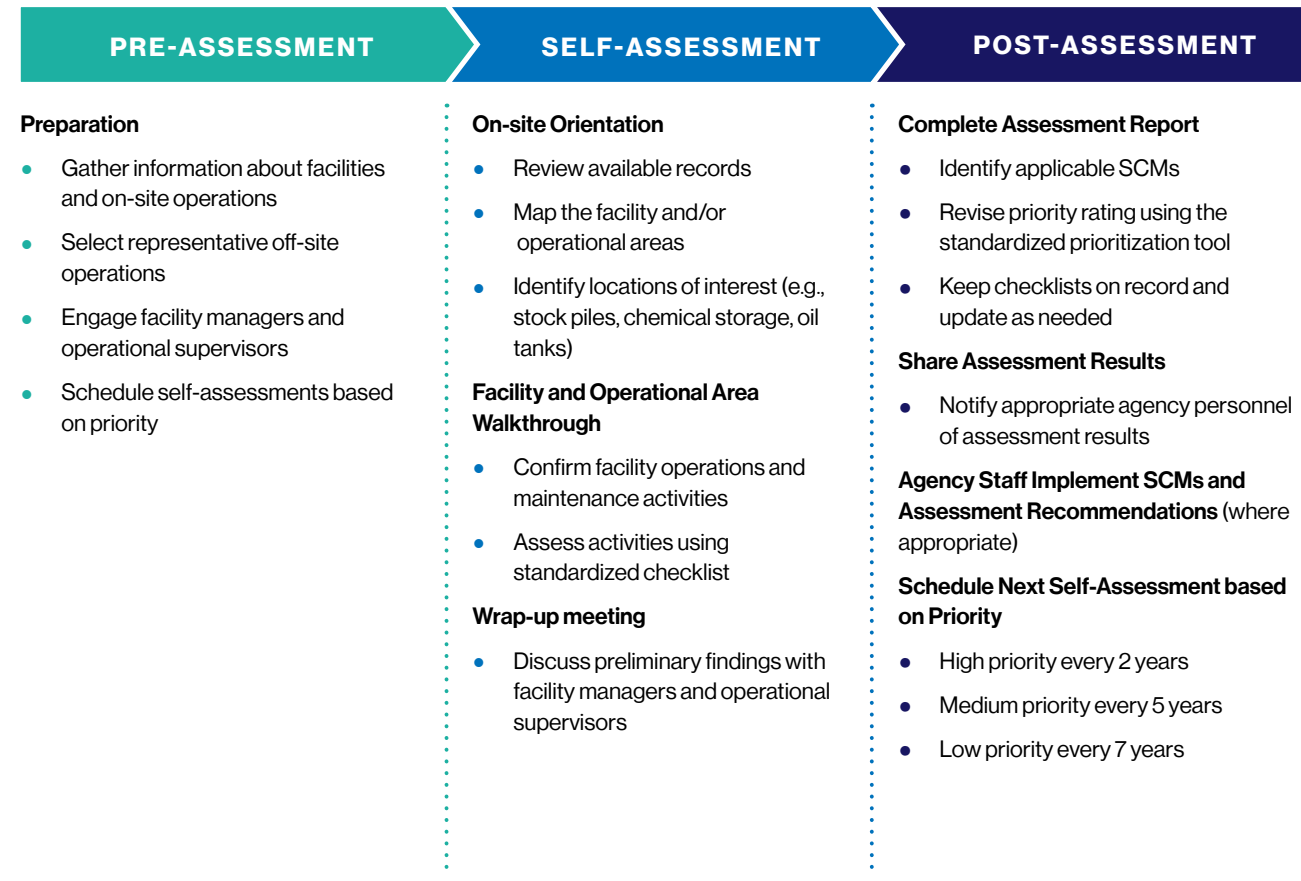 PRE-ASSESSMENT
SELF-ASSESSMENT
POST-ASSESSMENT
Preparation
● Gather information about facilities
and on-site operations
● Select representative off-site
operations
● Engage facility managers and
operational supervisors
● Schedule self-assessments based
on priority
On-site Orientation
● Review available records
● Map the facility and/or
operational areas
● Identify locations of interest (e.g.,
stock piles, chemical storage, oil
tanks)
Facility and Operational Area
Walkthrough
● Confirm facility operations and
maintenance activities
● Assess activities using
standardized checklist
Wrap-up meeting
● Discuss preliminary findings with
facility managers and operational
supervisors
Complete Assessment Report
● Identify applicable SCMs
● Revise priority rating using the
standardized prioritization tool
● Keep checklists on record and
update as needed
Share Assessment Results
● Notify appropriate agency personnel
of assessment results
Agency Staff Implement SCMs and
Assessment Recommendations (where
appropriate)
Schedule Next Self-Assessment based
on Priority
● High priority every 2 years
● Medium priority every 5 years
● Low priority every 7 years